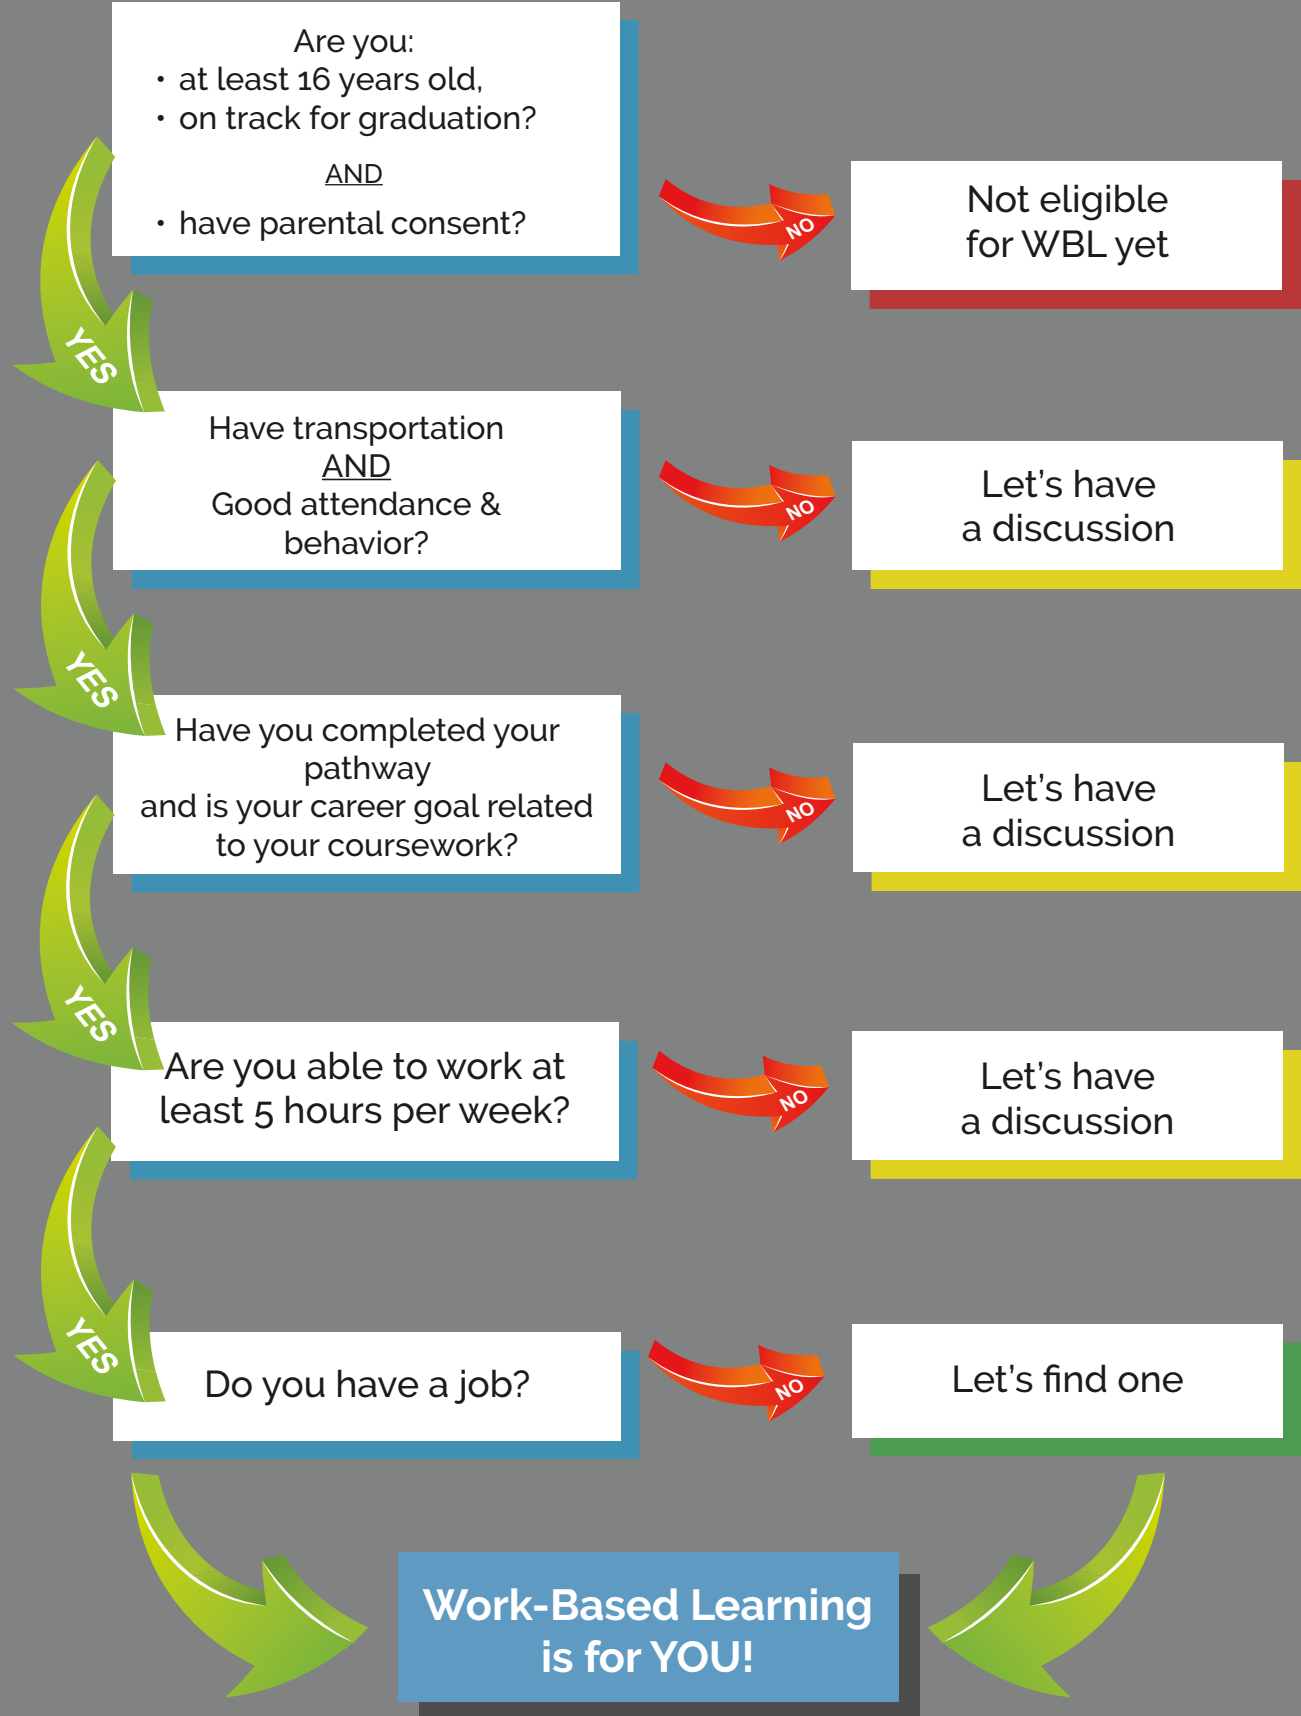 Are you:
• at least 16 years old,
• on track for graduation?
AND
• have parental consent?
NO
Not eligible
for WBL yet
YES
Have transportation
AND
Good attendance &
behavior?
NO
Let's have
a discussion
YES
Have you completed your
pathway
and is your career goal related
to your coursework?
NO
Let's have
a discussion
YES
Are you able to work at
least 5 hours per week?
NO
Let's have
a discussion
YES
Do you have a job?
NO
Let's find one
Work-Based Learning
is for YOU!